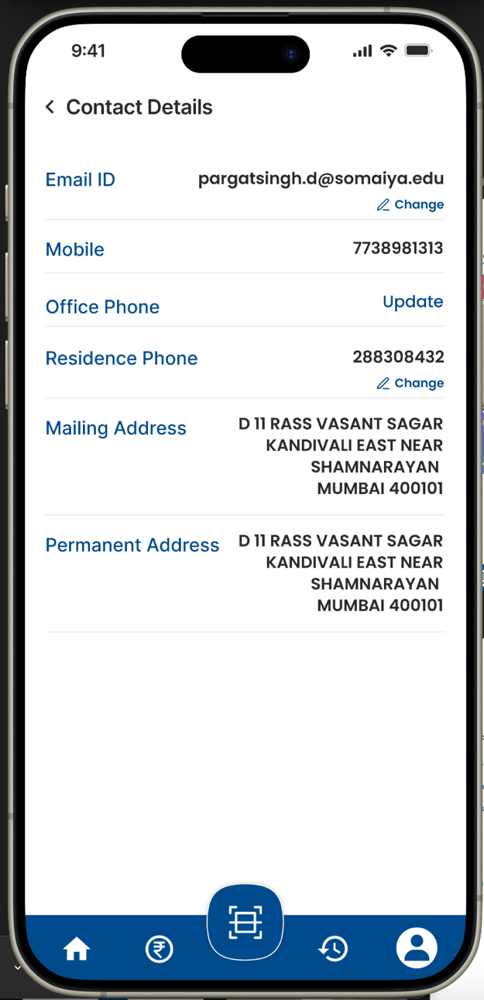 9:41
Contact Details
Email ID
pargatsingh.d@somaiya.edu
Change
Mobile
7738981313
Office Phone
Update
Residence Phone
288308432
Change
Mailing Address
D 11 RASS VASANT SAGAR
KANDIVALI EAST NEAR
SHAMNARAYAN
MUMBAI 400101
Permanent Address
D 11 RASS VASANT SAGAR
KANDIVALI EAST NEAR
SHAMNARAYAN
MUMBAI 400101
₹